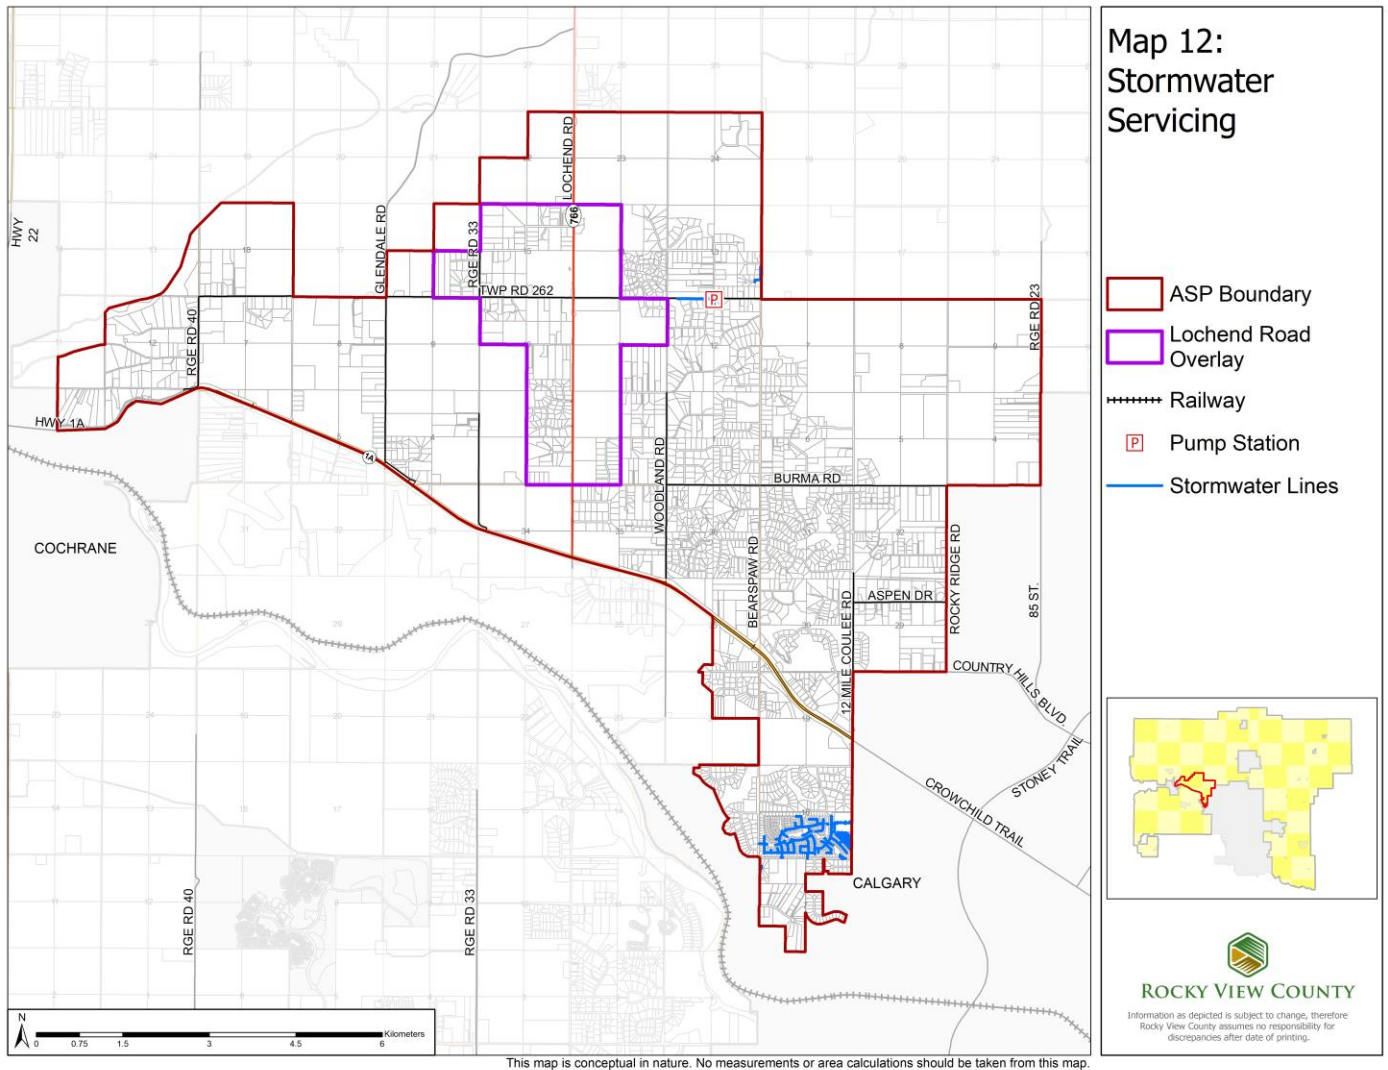 Map 12:
Stormwater
Servicing
ASP Boundary
Lochend Road
Overlay
Railway
P
Pump Station
Stormwater Lines
HWY
22
GLENDALE RD
RGE RD 33
LOCHEND RD
766
TWP RD 262
P
RGE RD 23
RGE RD 40
HWY 1A
1A
WOODLAND RD
BURMA RD
BEARSPAW RD
12 MILE COULEE RD
ASPEN DR
ROCKY RIDGE RD
85 ST.
COCHRANE
COUNTRY HILLS BLVD.
STONEY TRAIL
CROWCHILD TRAIL
CALGARY
RGE RD 40
RGE RD 33
N
0 0.75 1.5 3 4.5 6
Kilometers
ROCKY VIEW COUNTY
Information as depicted is subject to change, therefore
Rocky View County assumes no responsibility for
discrepancies after date of printing.
This map is conceptual in nature. No measurements or area calculations should be taken from this map.